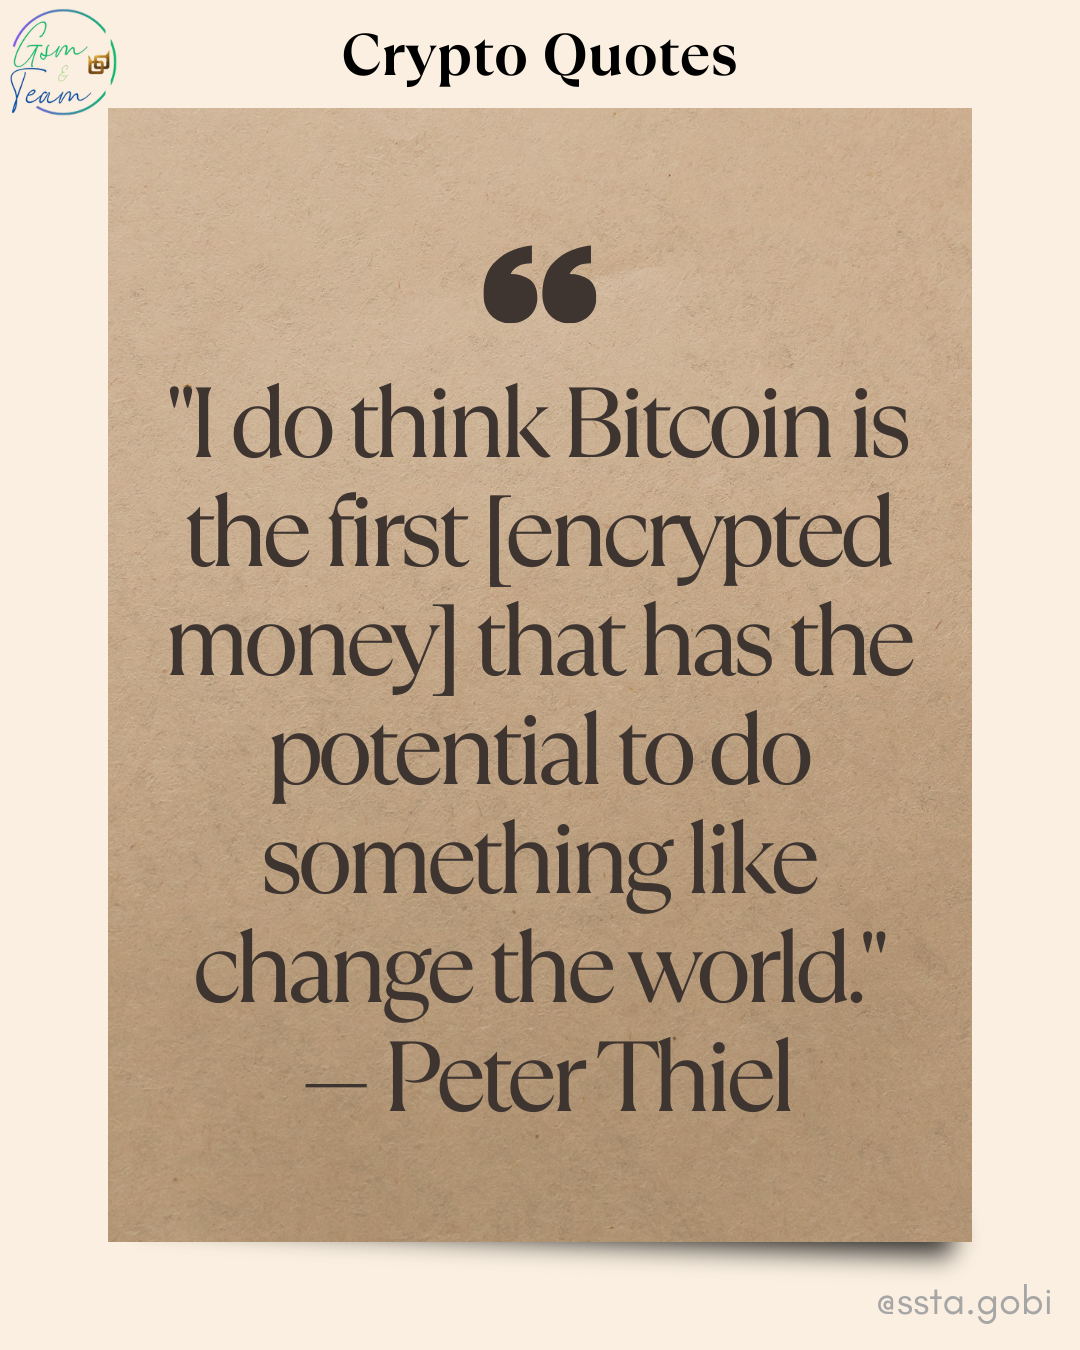 Gsm
&
Team
Crypto Quotes
“
"I do think Bitcoin is
the first [encrypted
money] that has the
potential to do
something like
change the world."
— Peter Thiel
@ssta.gobi